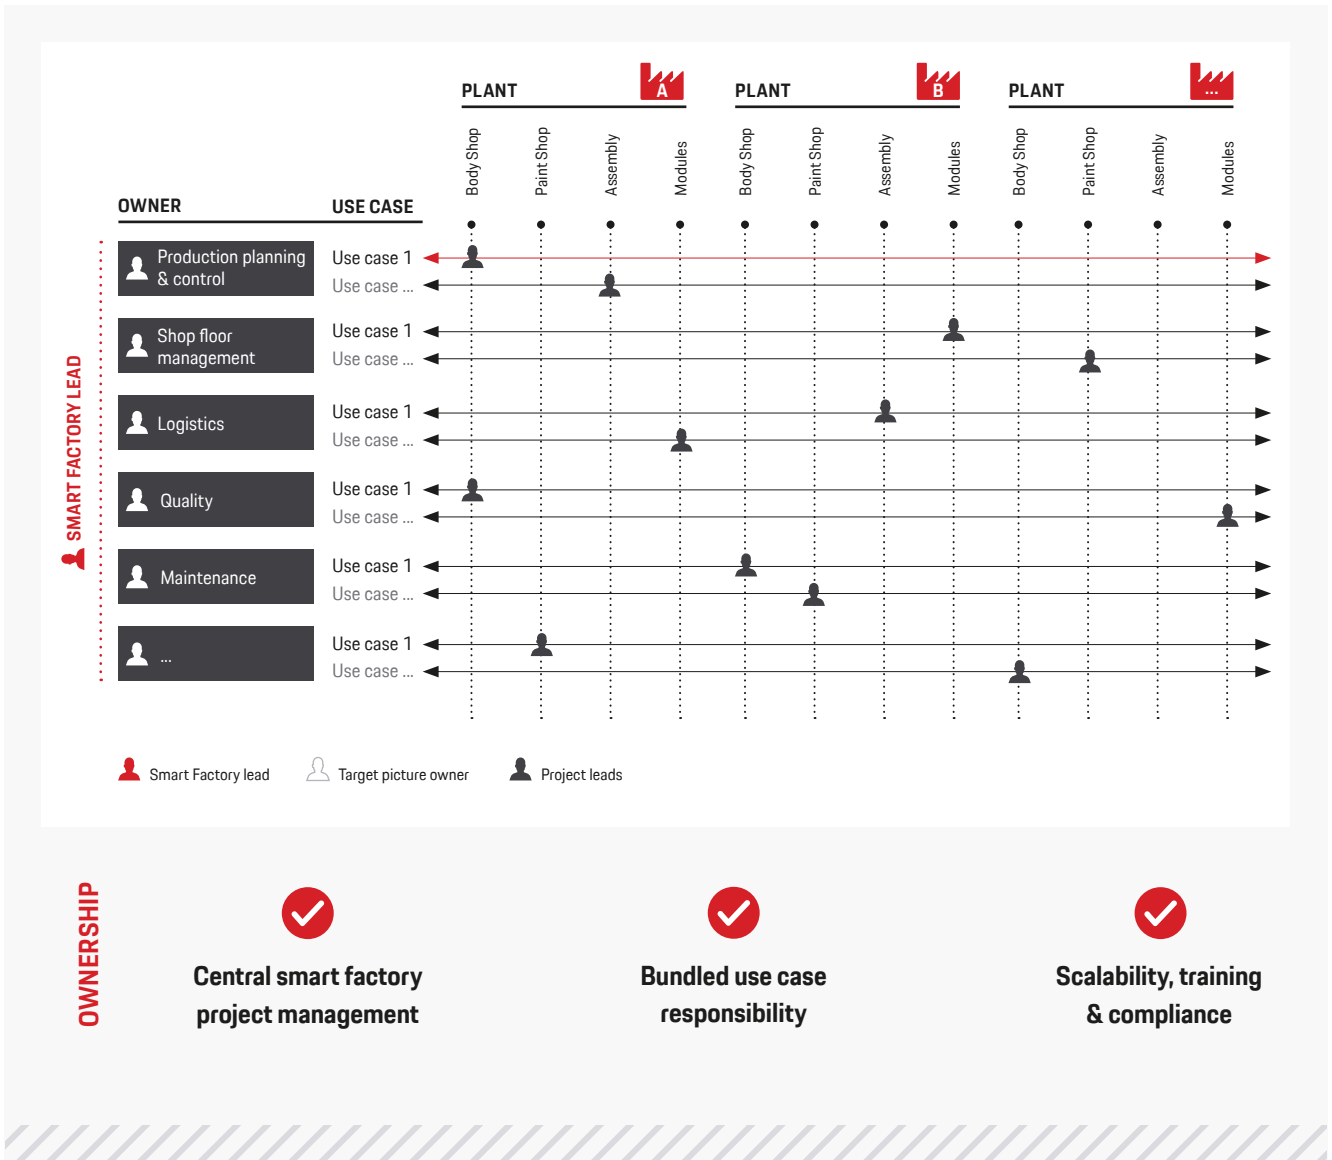 PLANT
A
PLANT
B
PLANT
...
Body Shop
Paint Shop
Assembly
Modules
Body Shop
Paint Shop
Assembly
Modules
Body Shop
Paint Shop
Assembly
Modules
OWNER
USE CASE
SMART FACTORY LEAD
Production planning
& control
Use case 1
Use case ...
Shop floor
management
Use case 1
Use case ...
Logistics
Use case 1
Use case ...
Quality
Use case 1
Use case ...
Maintenance
Use case 1
Use case ...
...
Use case 1
Use case ...
Smart Factory lead
Target picture owner
Project leads
OWNERSHIP
Central smart factory
project management
Bundled use case
responsibility
Scalability, training
& compliance